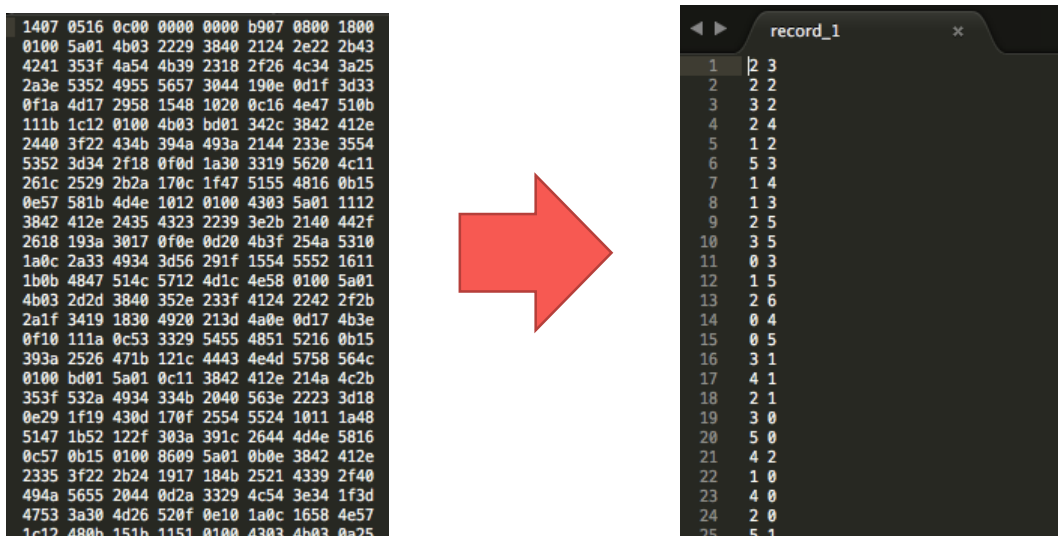 1407 0516 0c00 0000 0000 b907 0800 1800
0100 5a01 4b03 2229 3840 2124 2e22 2b43
4241 353f 4a54 4b39 2318 2f26 4c34 3a25
2a3e 5352 4955 5657 3044 190e 0d1f 3d33
0f1a 4d17 2958 1548 1020 0c16 4e47 510b
111b 1c12 0100 4b03 bd01 342c 3842 412e
2440 3f22 434b 394a 493a 2144 233e 3554
5352 3d34 2f18 0f0d 1a30 3319 5620 4c11
261c 2529 2b2a 170c 1f47 5155 4816 0b15
0e57 581b 4d4e 1012 0100 4303 5a01 1112
3842 412e 2435 4323 2239 3e2b 2140 442f
2618 193a 3017 0f0e 0d20 4b3f 254a 5310
1a0c 2a33 4934 3d56 291f 1554 5552 1611
1b0b 4847 514c 5712 4d1c 4e58 0100 5a01
4b03 2d2d 3840 352e 233f 4124 2242 2f2b
2a1f 3419 1830 4920 213d 4a0e 0d17 4b3e
0f10 111a 0c53 3329 5455 4851 5216 0b15
393a 2526 471b 121c 4443 4e4d 5758 564c
0100 bd01 5a01 0c11 3842 412e 214a 4c2b
353f 532a 4934 334b 2040 563e 2223 3d18
0e29 1f19 430d 170f 2554 5524 1011 1a48
5147 1b52 122f 303a 391c 2644 4d4e 5816
0c57 0b15 0100 8609 5a01 0b0e 3842 412e
2335 3f22 2b24 1917 184b 2521 4339 2f40
494a 5655 2044 0d2a 3329 4c54 3e34 1f3d
4753 3a30 4d26 520f 0e10 1a0c 1658 4e57
1c12 480b 151b 1151 0100 4303 4b03 0a25
record_1
1 2 3
2 2 2
3 3 2
4 2 4
5 1 2
6 5 3
7 1 4
8 1 3
9 2 5
10 3 5
11 0 3
12 1 5
13 2 6
14 0 4
15 0 5
16 3 1
17 4 1
18 2 1
19 3 0
20 5 0
21 4 2
22 1 0
23 4 0
24 2 0
25 5 1